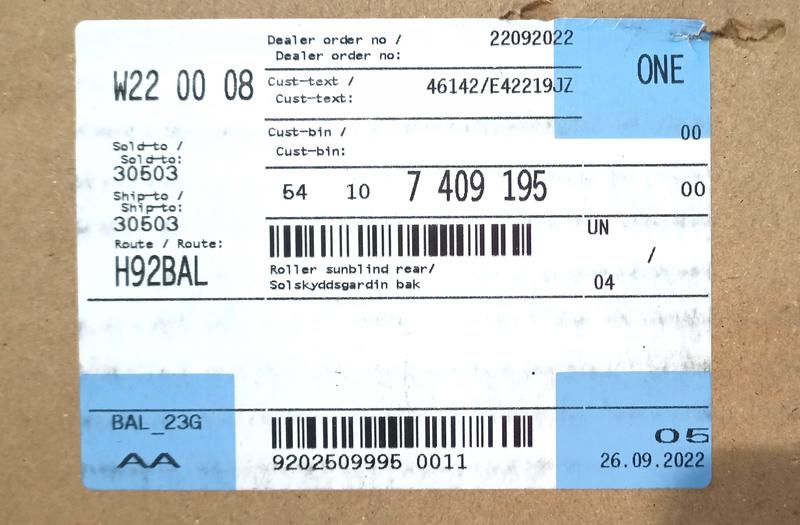 Dealer order no / 22092022
Dealer order no:
W22 00 08
Cust-text / 46142/E42219JZ
Cust-text:
ONE
Cust-bin / 00
Cust-bin:
Sold-to /
Sold-to:
30503
54 10 7 409 195 00
Ship-to /
Ship-to:
30503
UN
/
04
Route / Route:
H92BAL
Roller sunblind rear/
Solskyddsgardin bak
BAL_23G
AA
9202509995 0011
05
26.09.2022